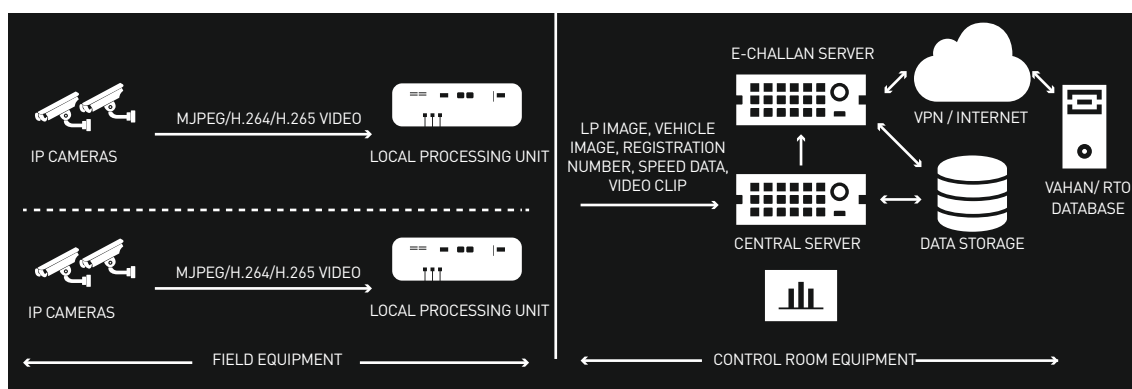 IP CAMERAS
MJPEG/H.264/H.265 VIDEO
LOCAL PROCESSING UNIT
IP CAMERAS
MJPEG/H.264/H.265 VIDEO
LOCAL PROCESSING UNIT
FIELD EQUIPMENT
LP IMAGE, VEHICLE
IMAGE, REGISTRATION
NUMBER, SPEED DATA,
VIDEO CLIP
E-CHALLAN SERVER
VPN / INTERNET
VAHAN/ RTO
DATABASE
CENTRAL SERVER
DATA STORAGE
CONTROL ROOM EQUIPMENT